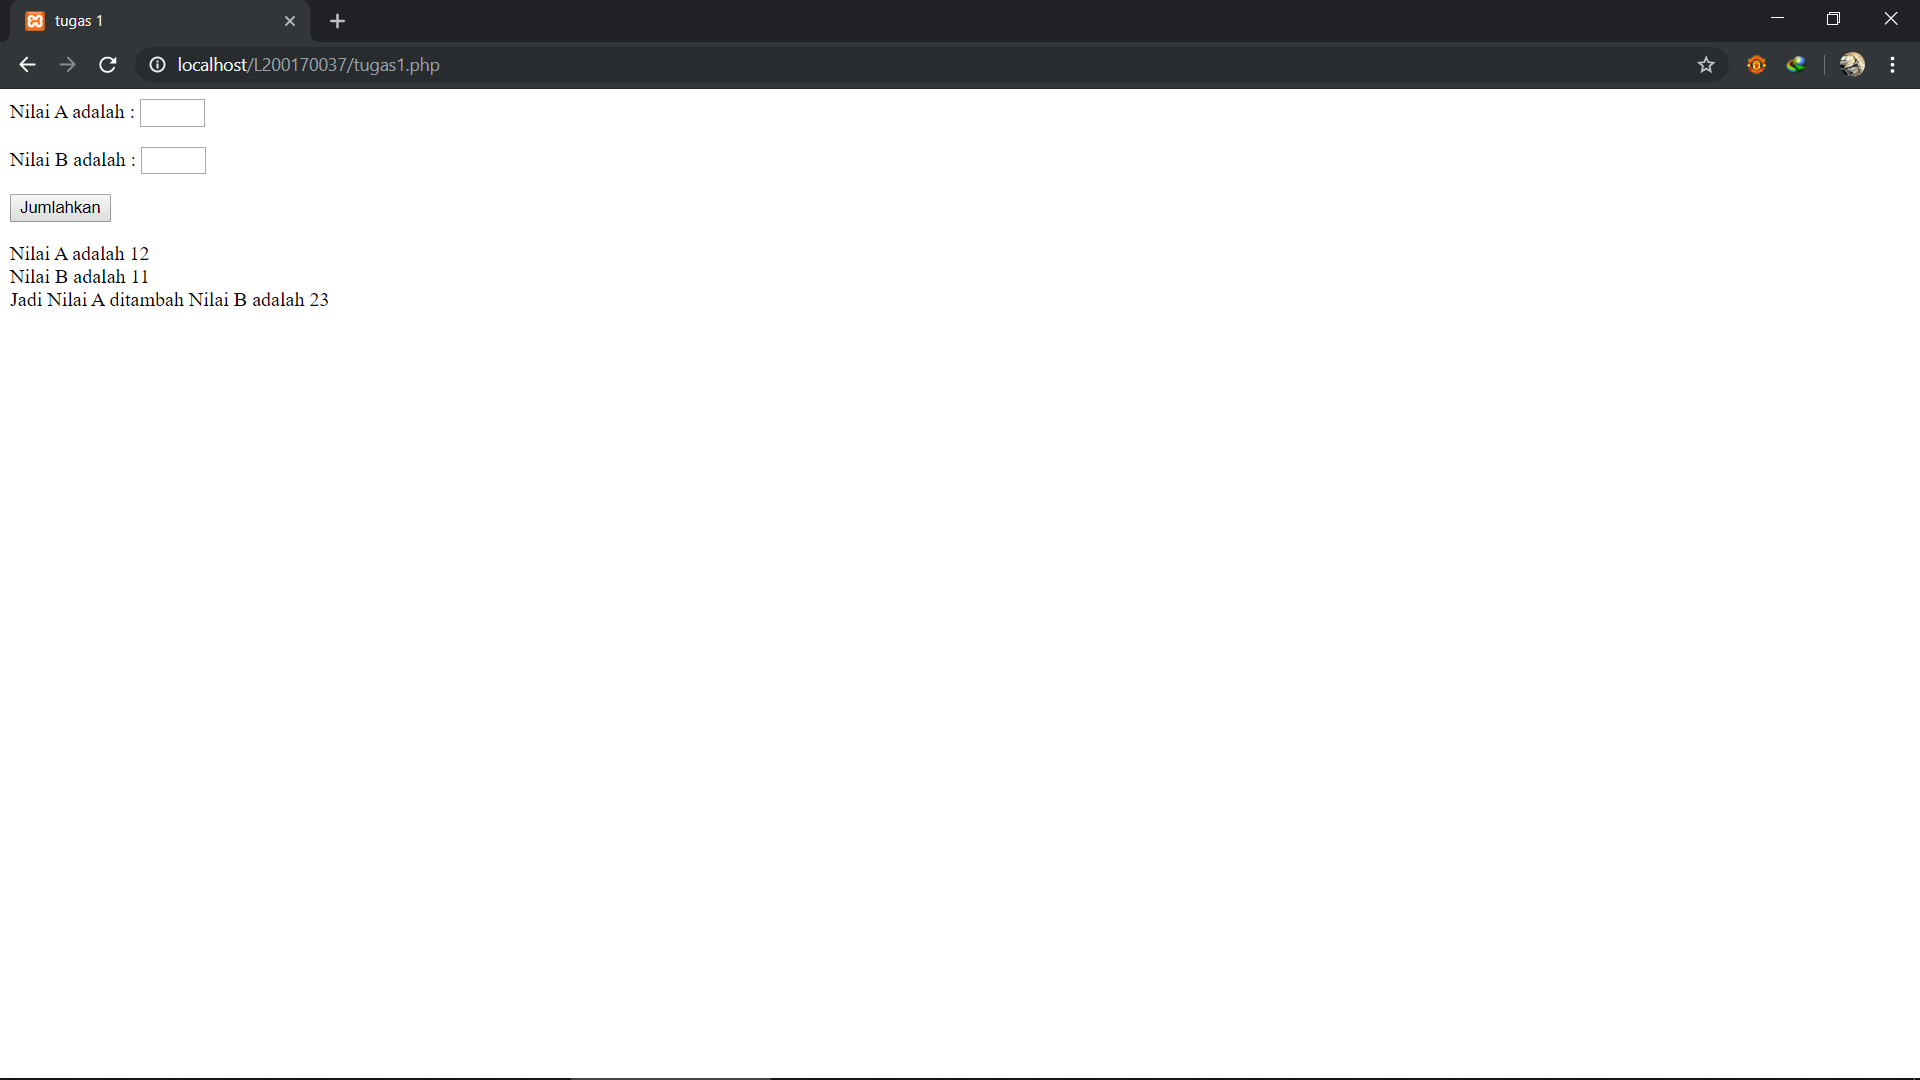 tugas 1
localhost/L200170037/tugas1.php
Nilai A adalah :
Nilai B adalah :
Jumlahkan
Nilai A adalah 12
Nilai B adalah 11
Jadi Nilai A ditambah Nilai B adalah 23